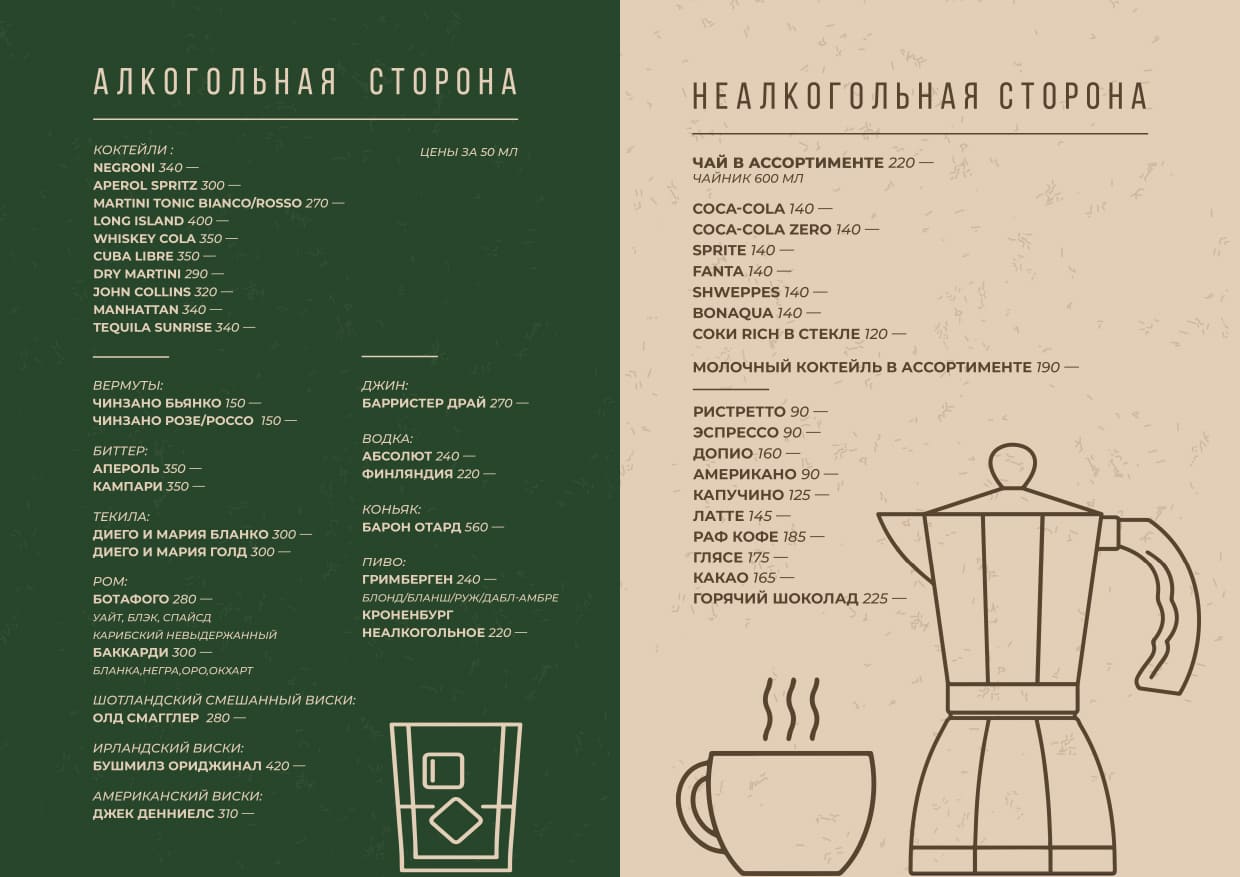 АЛКОГОЛЬНАЯ СТОРОНА
КОКТЕЙЛИ :
ЦЕНЫ ЗА 50 МЛ
NEGRONI 340 —
APEROL SPRITZ 300 —
MARTINI TONIC BIANCO/ROSSO 270 —
LONG ISLAND 400 —
WHISKEY COLA 350 —
CUBA LIBRE 350 —
DRY MARTINI 290 —
JOHN COLLINS 320 —
MANHATTAN 340 —
TEQUILA SUNRISE 340 —
ВЕРМУТЫ:
ЧИНЗАНО БЬЯНКО 150 —
ЧИНЗАНО РОЗЕ/РОССО 150 —
БИТТЕР:
АПЕРОЛЬ 350 —
КАМПАРИ 350 —
ТЕКИЛА:
ДИЕГО И МАРИЯ БЛАНКО 300 —
ДИЕГО И МАРИЯ ГОЛД 300 —
РОМ:
БОТАФОГО 280 —
УАЙТ, БЛЭК, СПАЙСД
КАРИБСКИЙ НЕВЫДЕРЖАННЫЙ
БАККАРДИ 300 —
БЛАНКА,НЕГРА,ОРО,ОКХАРТ
ШОТЛАНДСКИЙ СМЕШАННЫЙ ВИСКИ:
ОЛД СМАГГЛЕР 280 —
ИРЛАНДСКИЙ ВИСКИ:
БУШМИЛЗ ОРИДЖИНАЛ 420 —
АМЕРИКАНСКИЙ ВИСКИ:
ДЖЕК ДЕННИЕЛС 310 —
ДЖИН:
БАРРИСТЕР ДРАЙ 270 —
ВОДКА:
АБСОЛЮТ 240 —
ФИНЛЯНДИЯ 220 —
КОНЬЯК:
БАРОН ОТАРД 560 —
ПИВО:
ГРИМБЕРГЕН 240 —
БЛОНД/БЛАНШ/РУЖ/ДАБЛ-АМБРЕ
КРОНЕНБУРГ
НЕАЛКОГОЛЬНОЕ 220 —
НЕАЛКОГОЛЬНАЯ СТОРОНА
ЧАЙ В АССОРТИМЕНТЕ 220 —
ЧАЙНИК 600 МЛ
COCA-COLA 140 —
COCA-COLA ZERO 140 —
SPRITE 140 —
FANTA 140 —
SHWEPPES 140 —
BONAQUA 140 —
СОКИ RICH В СТЕКЛЕ 120 —
МОЛОЧНЫЙ КОКТЕЙЛЬ В АССОРТИМЕНТЕ 190 —
РИСТРЕТТО 90 —
ЭСПРЕССО 90 —
ДОПИО 160 —
АМЕРИКАНО 90 —
КАПУЧИНО 125 —
ЛАТТЕ 145 —
РАФ КОФЕ 185 —
ГЛЯСЕ 175 —
КАКАО 165 —
ГОРЯЧИЙ ШОКОЛАД 225 —